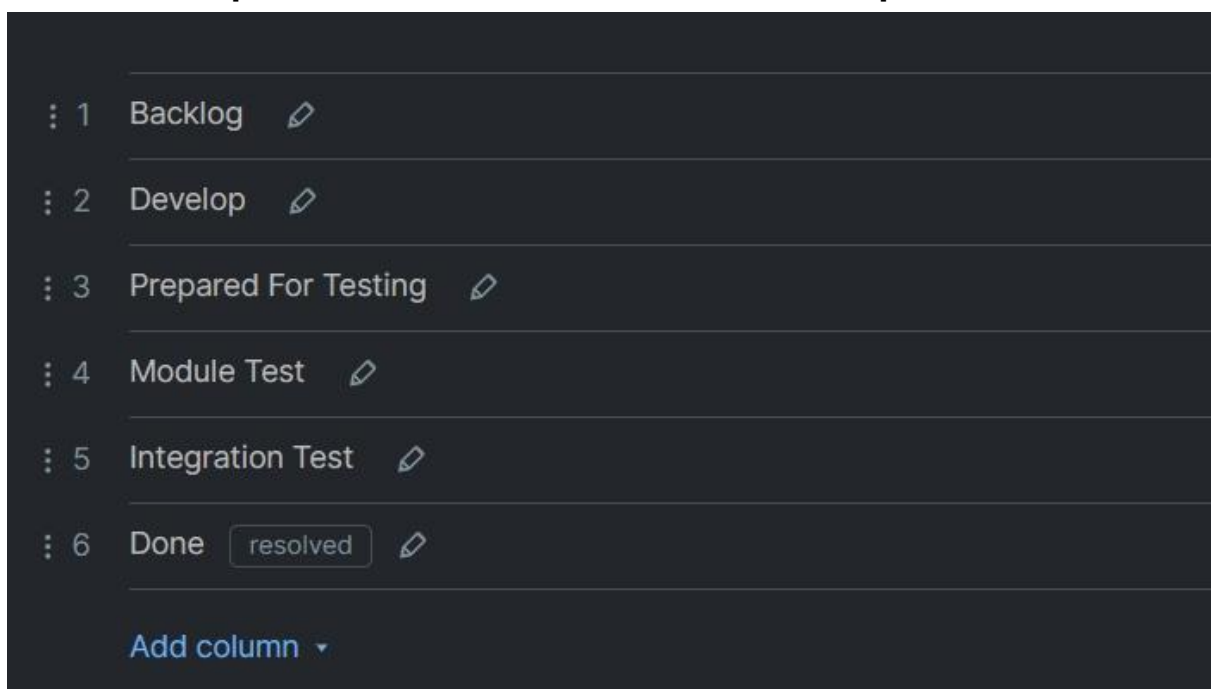 1 Backlog
2 Develop
3 Prepared For Testing
4 Module Test
5 Integration Test
6 Done resolved
Add column